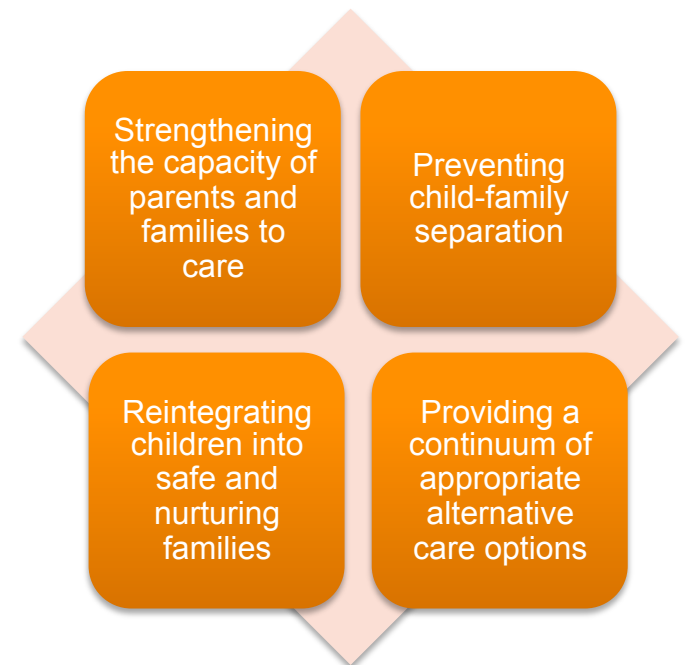 Strengthening
the capacity of
parents and
families to
care
Preventing
child-family
separation
Reintegrating
children into
safe and
nurturing
families
Providing a
continuum of
appropriate
alternative
care options